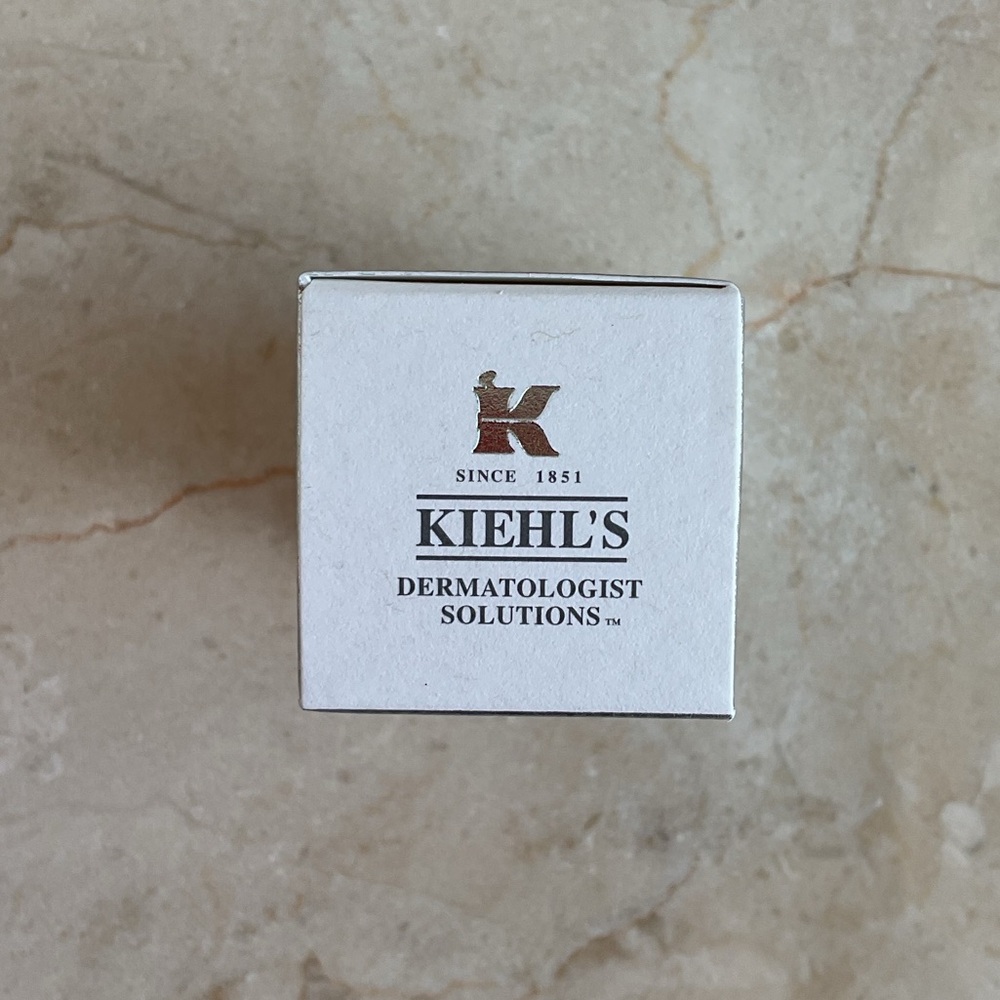 K
SINCE 1851
KIEHL'S
DERMATOLOGIST
SOLUTIONS™